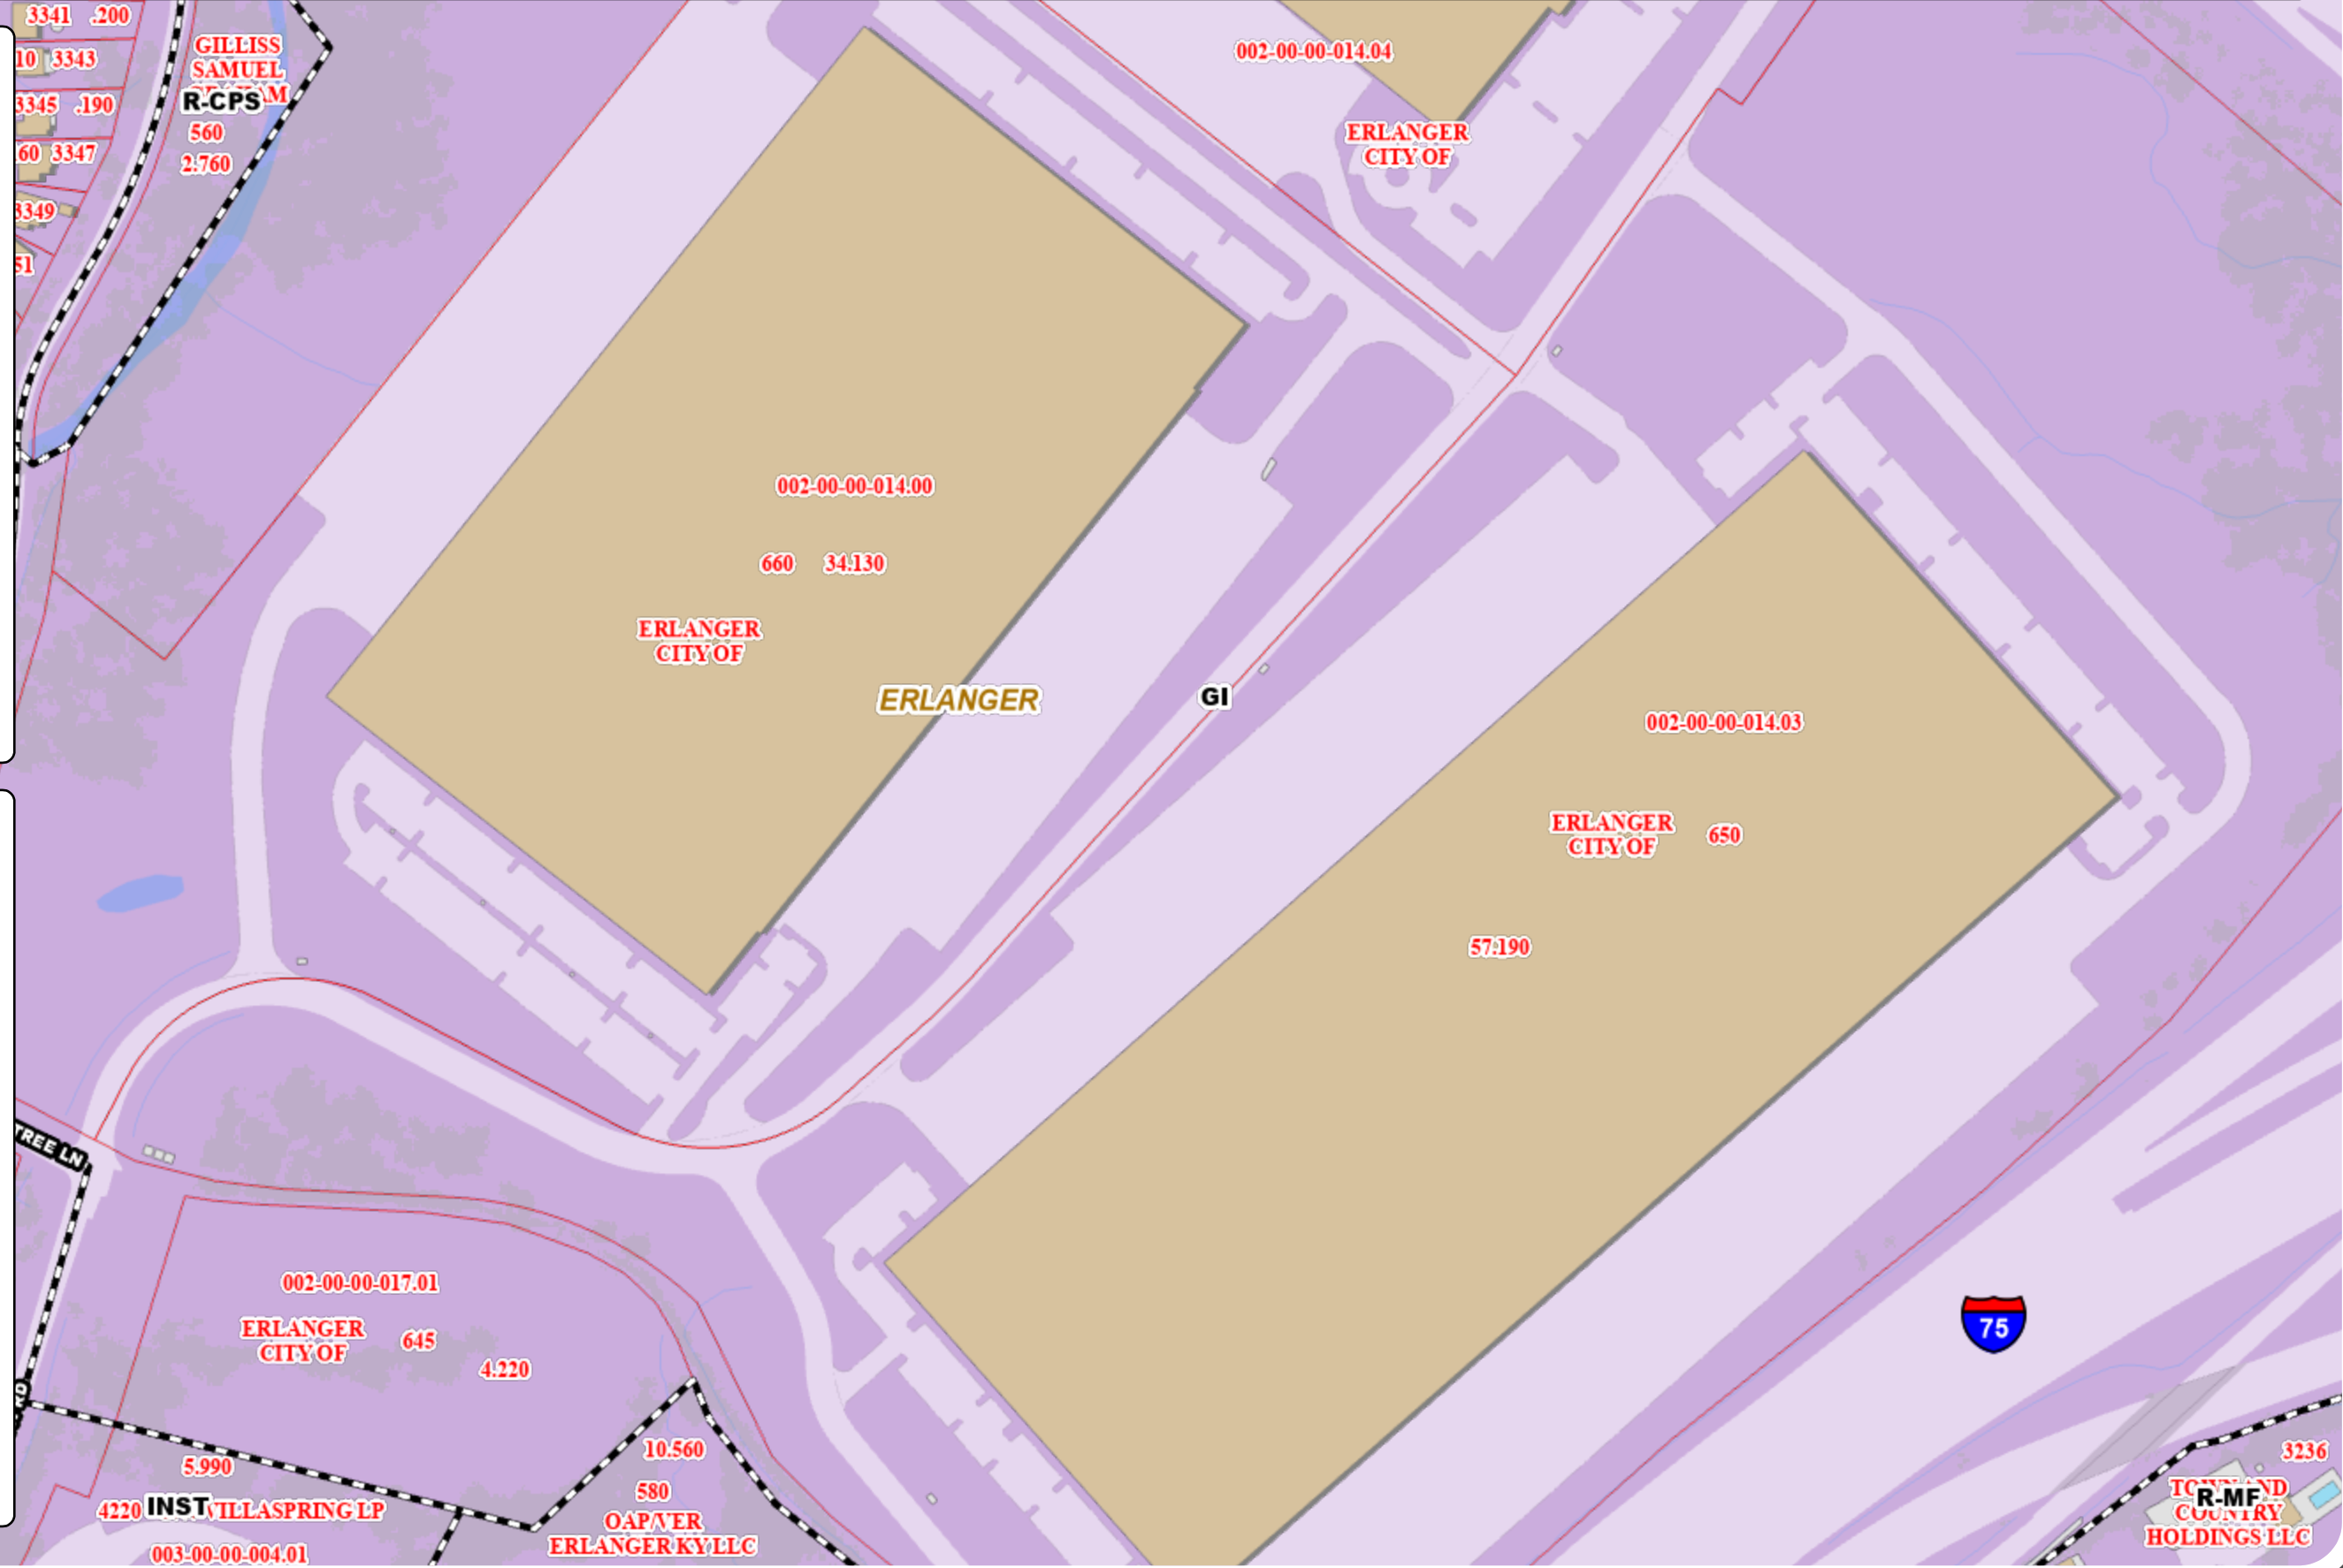 3341 .200
10 3343
3345 .190
60 3347
3349
51
GILLISS
SAMUEL
R-CPS
560
2.760
002-00-00-014.04
ERLANGER
CITY OF
002-00-00-014.00
660 34.130
ERLANGER
CITY OF
ERLANGER
GI
002-00-00-014.03
ERLANGER
CITY OF
650
57.190
TREE LN
RD
002-00-00-017.01
ERLANGER
CITY OF
645
4.220
5.990
4220
INST
VILLASPRING LP
003-00-00-004.01
10.560
580
OAP/VER
ERLANGER KY LLC
75
3236
R-MF
COUNTRY
HOLDINGS LLC